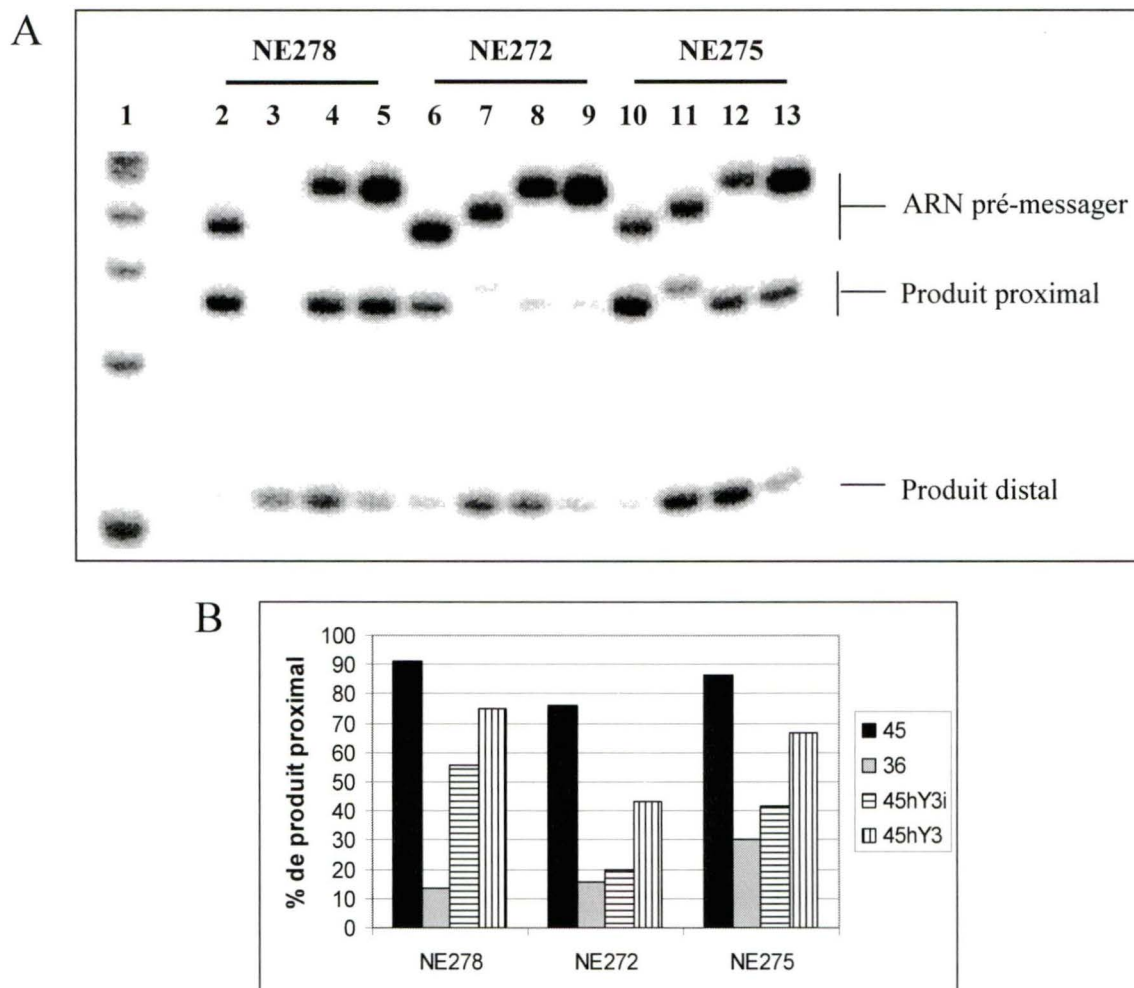 A
NE278 NE272 NE275
1 2 3 4 5 6 7 8 9 10 11 12 13
ARN pré-messager
Produit proximal
Produit distal
B
% de produit proximal
100
90
80
70
60
50
40
30
20
10
0
NE278 NE272 NE275
45
36
45hY3i
45hY3